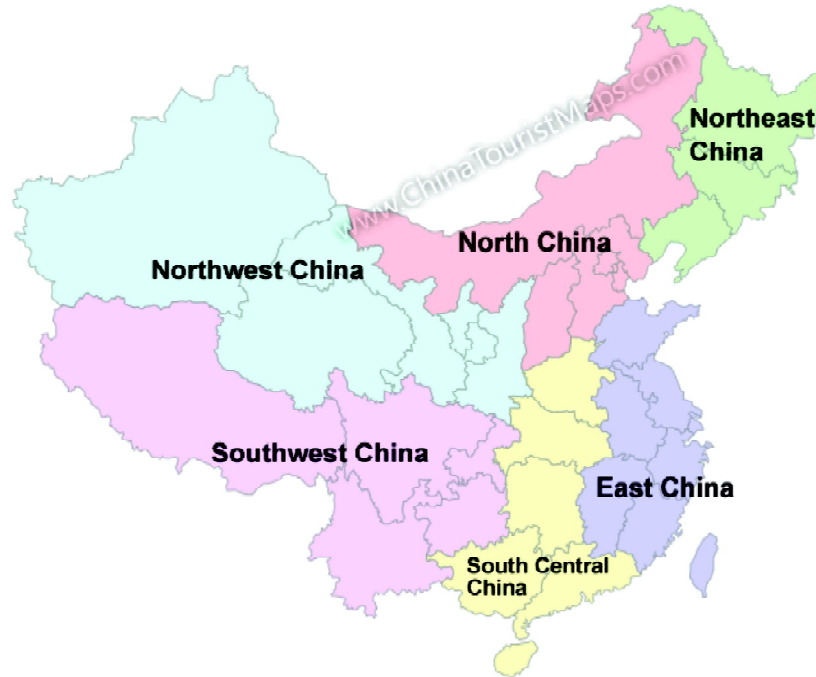 www.ChinaTouristMaps.com
Northeast
China
North China
Northwest China
Southwest China
East China
South Central
China